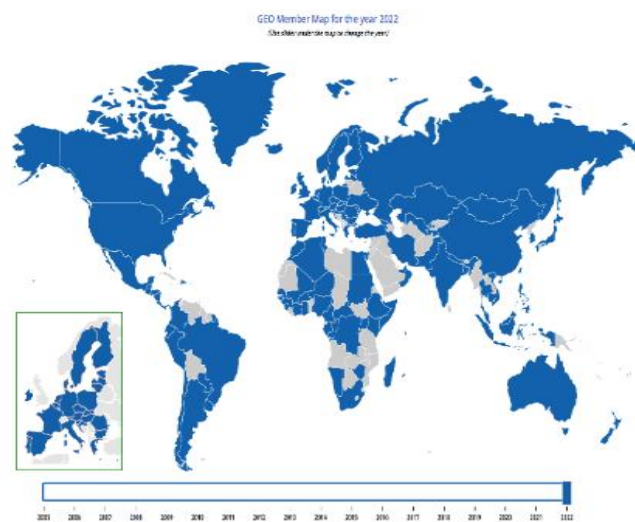 GEO Member Map for the year 2022
(Use slider under the map to change the year)
2005 2006 2007 2008 2009 2010 2011 2012 2013 2014 2015 2016 2017 2018 2019 2020 2021 2022